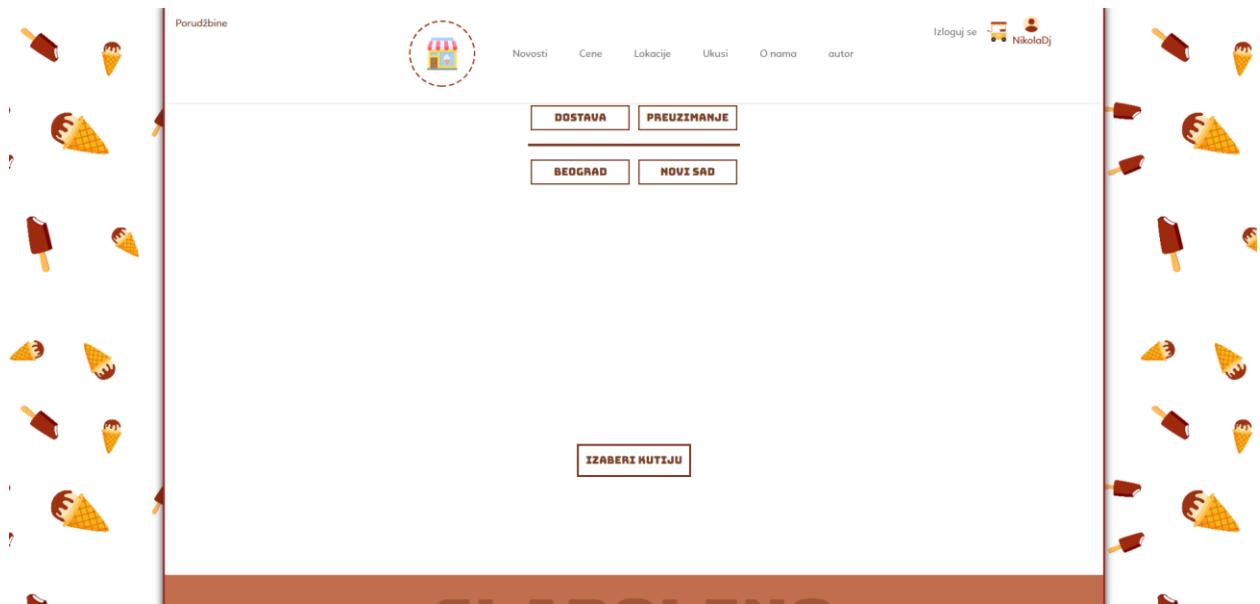 Porudžbine
Novosti Cene Lokacije Ukusi O nama autor
Izloguj se
NikolaDj
DOSTAVA PREUZIMANJE
BEOGRAD NOVI SAD
IZABERI KUTIJU